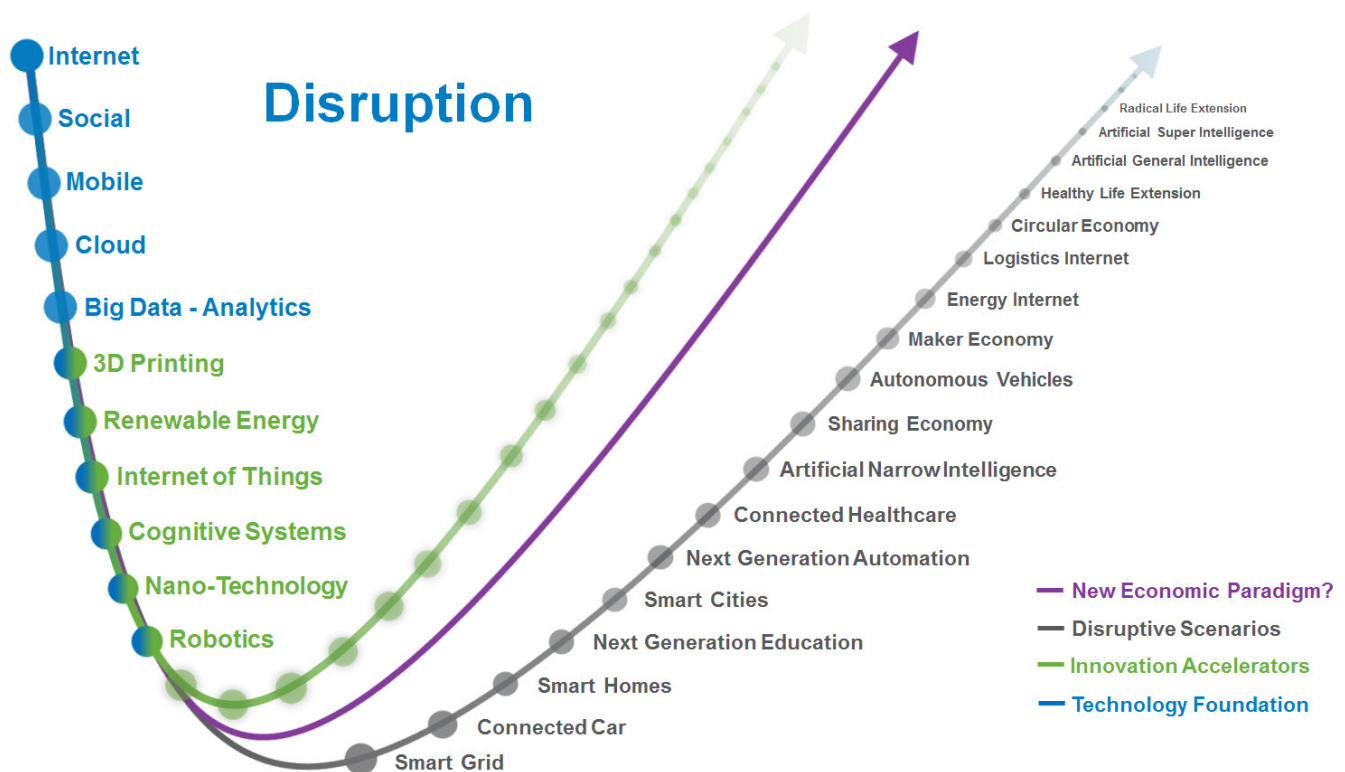 Disruption
Internet
Social
Mobile
Cloud
Big Data - Analytics
3D Printing
Renewable Energy
Internet of Things
Cognitive Systems
Nano-Technology
Robotics
Radical Life Extension
Artificial Super Intelligence
Artificial General Intelligence
Healthy Life Extension
Circular Economy
Logistics Internet
Energy Internet
Maker Economy
Autonomous Vehicles
Sharing Economy
Artificial Narrow Intelligence
Connected Healthcare
Next Generation Automation
Smart Cities
Next Generation Education
Smart Homes
Connected Car
Smart Grid
New Economic Paradigm?
Disruptive Scenarios
Innovation Accelerators
Technology Foundation